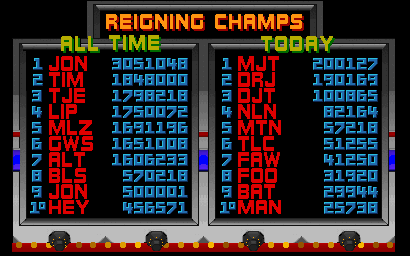 REIGNING CHAMPS
ALL TIME
1 JON 3051048
2 TIM 1848000
3 TJE 1798218
4 LIP 1750072
5 MLZ 1691196
6 GWS 1651008
7 ALT 1606233
8 BLS 570218
9 JON 500001
10 HEY 456571
TODAY
1 MJT 200127
2 DRJ 190169
3 DJT 100865
4 NLN 82164
5 MTN 57218
6 TLC 51255
7 FAW 41250
8 FOO 31920
9 BAT 29944
10 MAN 25738